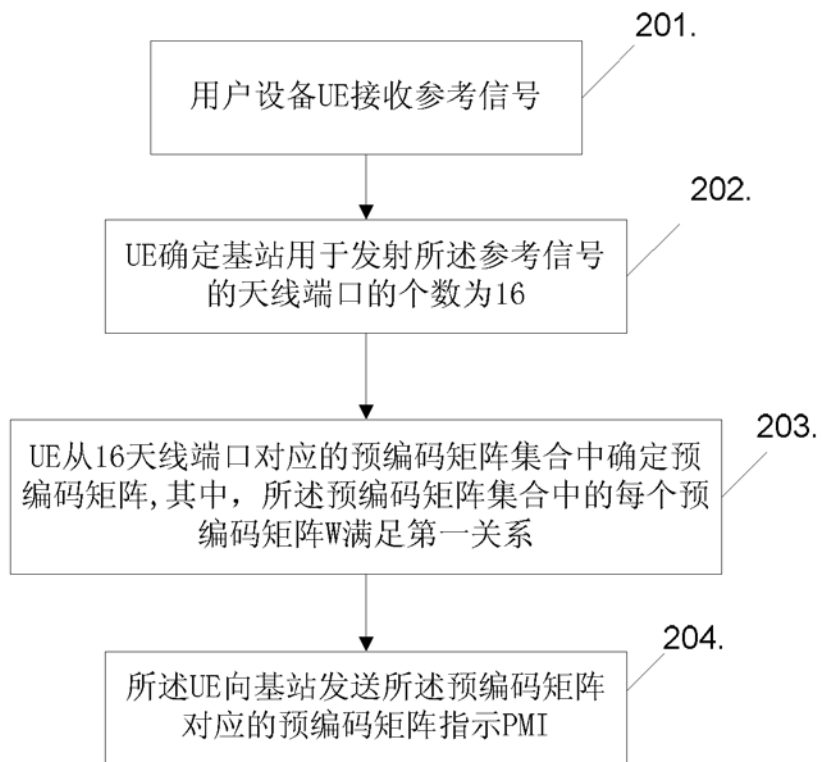 201.
用户设备UE接收参考信号
202.
UE确定基站用于发射所述参考信号
的天线端口的个数为16
203.
UE从16天线端口对应的预编码矩阵集合中确定预
编码矩阵,其中，所述预编码矩阵集合中的每个预
编码矩阵W满足第一关系
204.
所述UE向基站发送所述预编码矩阵
对应的预编码矩阵指示PMI